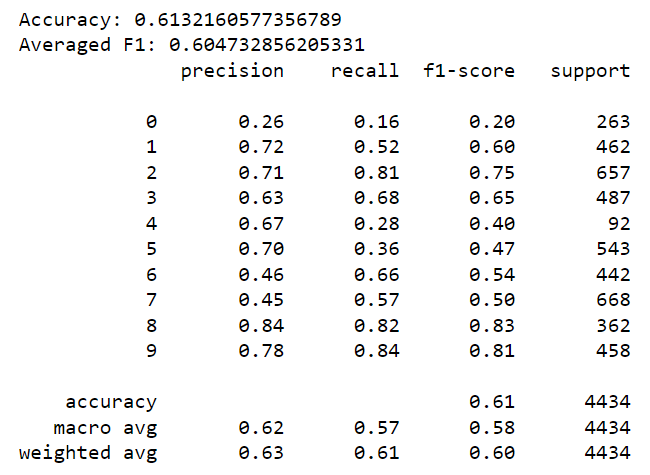 Accuracy: 0.6132160577356789
Averaged F1: 0.604732856205331
precision recall f1-score support
0 0.26 0.16 0.20 263
1 0.72 0.52 0.60 462
2 0.71 0.81 0.75 657
3 0.63 0.68 0.65 487
4 0.67 0.28 0.40 92
5 0.70 0.36 0.47 543
6 0.46 0.66 0.54 442
7 0.45 0.57 0.50 668
8 0.84 0.82 0.83 362
9 0.78 0.84 0.81 458
accuracy 0.61 4434
macro avg 0.62 0.57 0.58 4434
weighted avg 0.63 0.61 0.60 4434